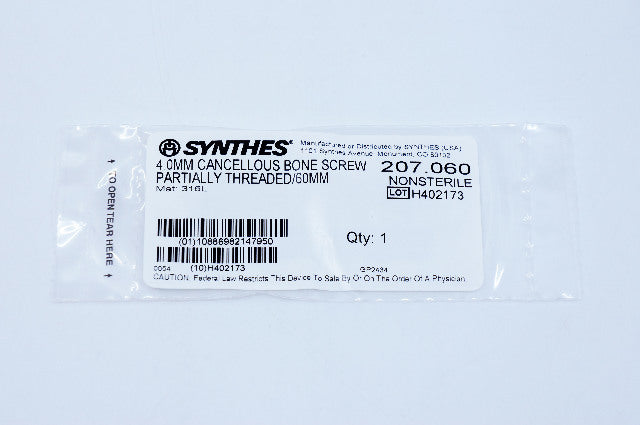 SYNTHES®
Manufactured or Distributed by SYNTHES (USA)
1101 Synthes Avenue, Monument, CO 80132
4.0MM CANCELLOUS BONE SCREW
PARTIALLY THREADED/60MM
Mat: 316L
207.060
NONSTERILE
LOT H402173
(01)10886982147950
Qty: 1
(10)H402173
0054
GP2434
CAUTION: Federal Law Restricts This Device To Sale By Or On The Order Of A Physician.
↑ TO OPEN TEAR HERE ↑